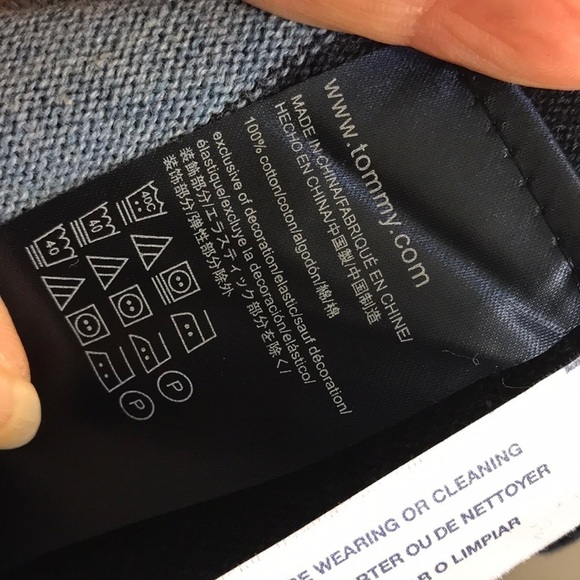 www.tommy.com
MADE IN CHINA/FABRIQUÉ EN CHINE/
HECHO EN CHINA/中国製/中国制造
100% cotton/coton/algodón/綿/棉
exclusive of decoration/elastic/sauf décoration/
élastique/excluye la decoración/elástico/
装飾部分/エラスティック部分を除く/
装饰部分/弹性部分除外
40C
40
40
P
P
WEARING OR CLEANING
OU DE NETTOYER
O LIMPIAR